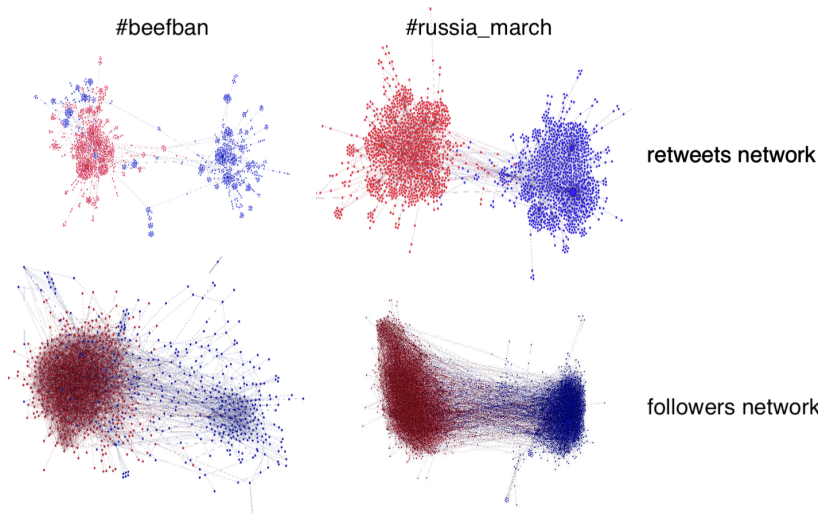 #beefban
#russia_march
retweets network
followers network